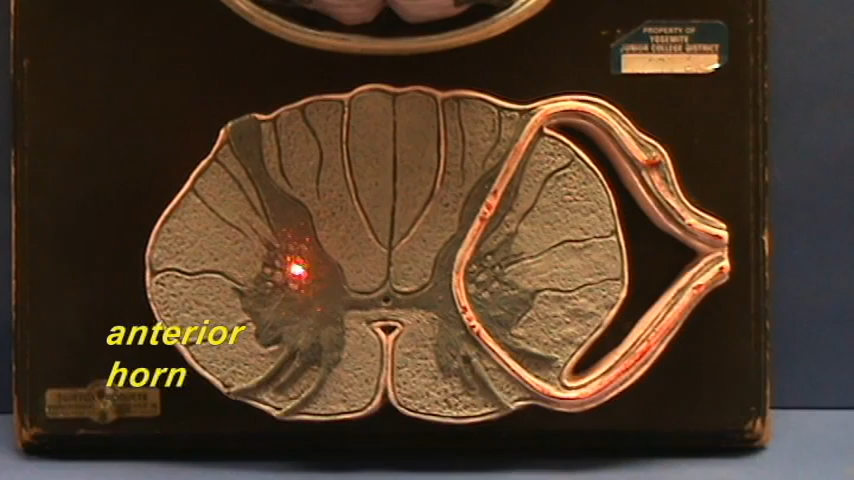 PROPERTY OF
YOSEMITE
JUNIOR COLLEGE DISTRICT
anterior
horn